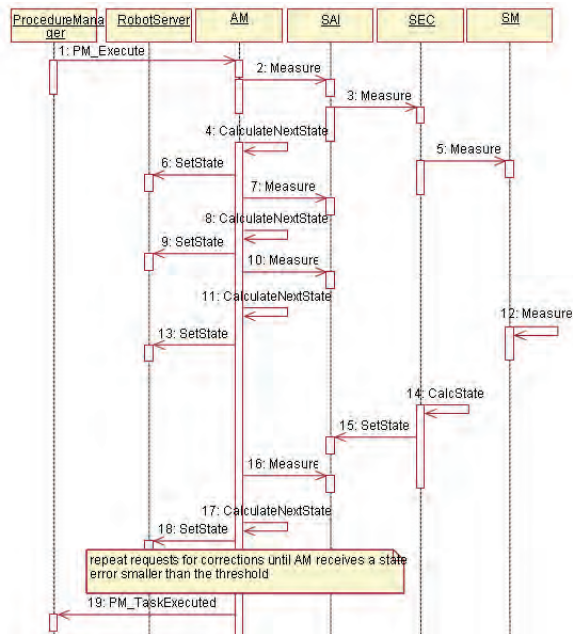 ProcedureMana
ger
RobotServer
AM
SAI
SEC
SM
1: PM_Execute
2: Measure
3: Measure
4: CalculateNextState
5: Measure
6: SetState
7: Measure
8: CalculateNextState
9: SetState
10: Measure
11: CalculateNextState
12: Measure
13: SetState
14: CalcState
15: SetState
16: Measure
17: CalculateNextState
18: SetState
repeat requests for corrections until AM receives a state
error smaller than the threshold
19: PM_TaskExecuted